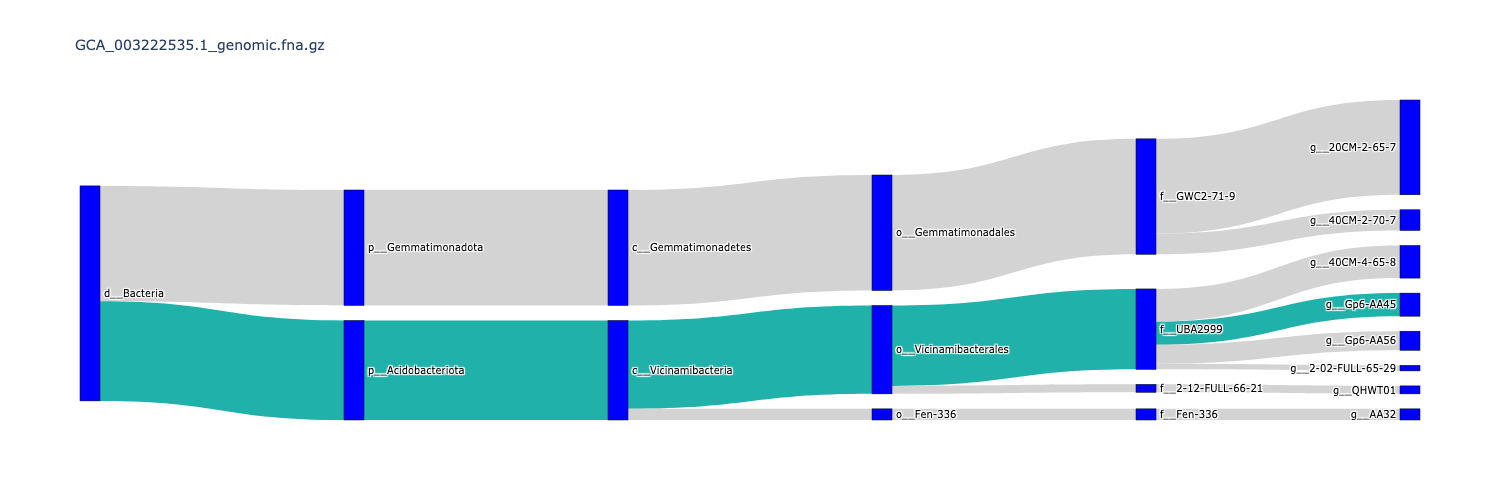 GCA_003222535.1_genomic.fna.gz
d__Bacteria
p__Gemmatimonadota
p__Acidobacteriota
c__Gemmatimonadetes
c__Vicinamibacteria
o__Gemmatimonadales
o__Vicinamibacterales
o__Fen-336
f__GWC2-71-9
f__UBA2999
f__2-12-FULL-66-21
f__Fen-336
g__20CM-2-65-7
g__40CM-2-70-7
g__40CM-4-65-8
g__Gp6-AA45
g__Gp6-AA56
g__2-02-FULL-65-29
g__QHWT01
g__AA32